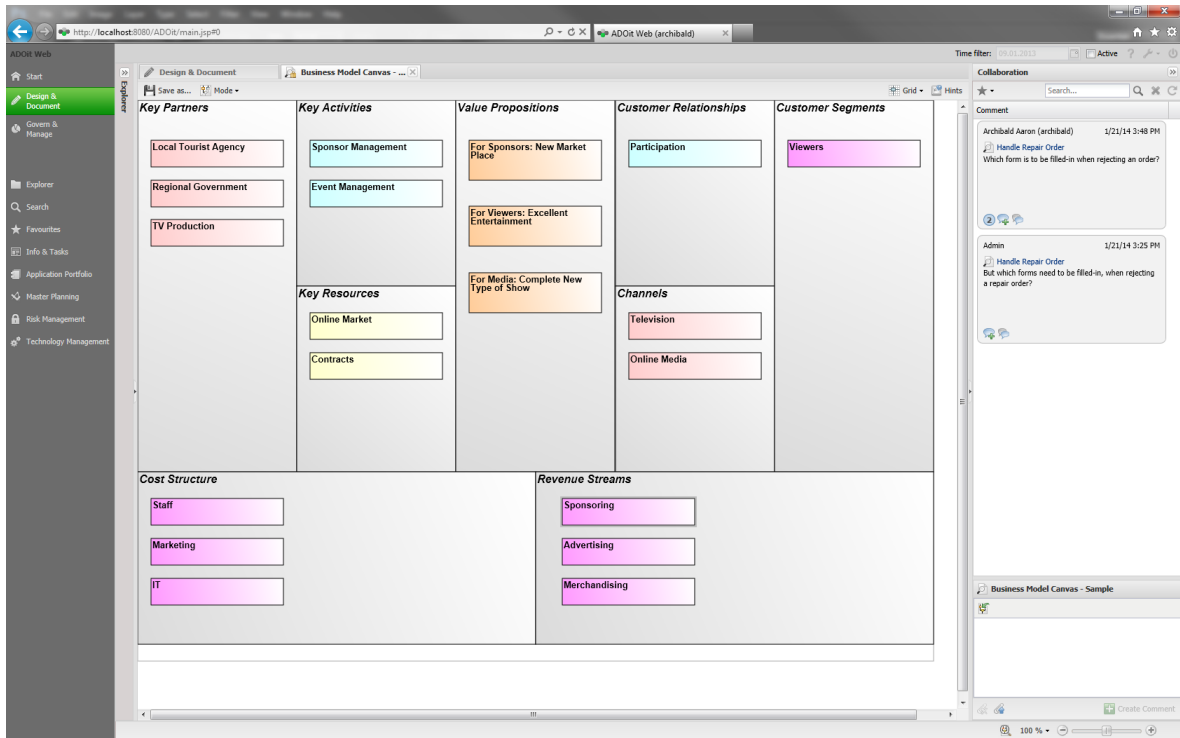 http://localhost:8080/ADOit/main.jsp#0
ADOit Web (archibald)
ADOit Web
Time filter: 09.01.2013
Active
Start
Design & Document
Govern & Manage
Explorer
Search
Favourites
Info & Tasks
Application Portfolio
Master Planning
Risk Management
Technology Management
Explorer
Design & Document
Business Model Canvas - ...
Save as...
Mode
Grid
Hints
Key Partners
Local Tourist Agency
Regional Government
TV Production
Key Activities
Sponsor Management
Event Management
Key Resources
Online Market
Contracts
Value Propositions
For Sponsors: New Market
Place
For Viewers: Excellent
Entertainment
For Media: Complete New
Type of Show
Customer Relationships
Participation
Channels
Television
Online Media
Customer Segments
Viewers
Cost Structure
Staff
Marketing
IT
Revenue Streams
Sponsoring
Advertising
Merchandising
Collaboration
Search...
Comment
Archibald Aaron (archibald) 1/21/14 3:48 PM
Handle Repair Order
Which form is to be filled-in when rejecting an order?
2
Admin 1/21/14 3:25 PM
Handle Repair Order
But which forms need to be filled-in, when rejecting
a repair order?
Business Model Canvas - Sample
Create Comment
100 %